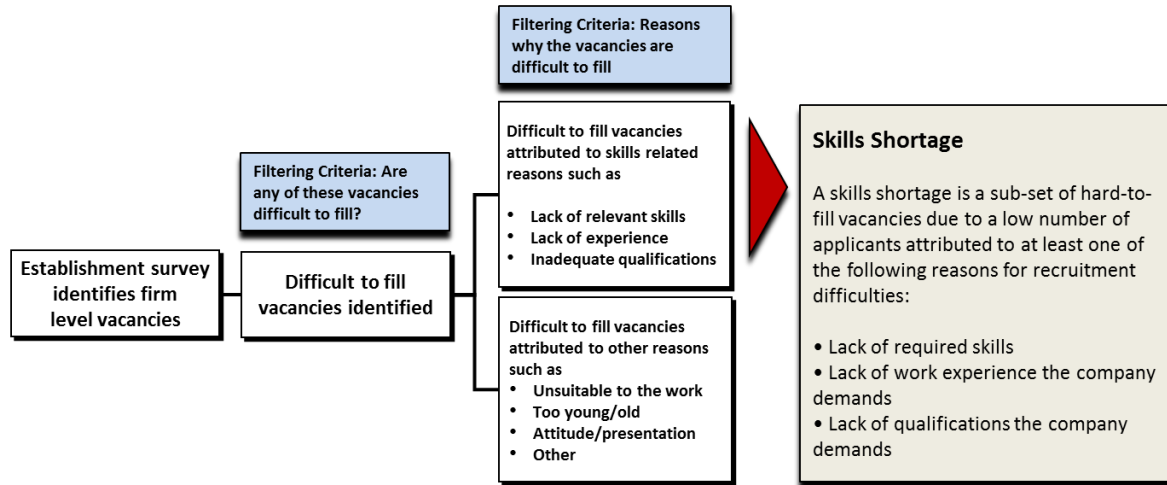 Establishment survey
identifies firm
level vacancies
Filtering Criteria: Are
any of these vacancies
difficult to fill?
Difficult to fill
vacancies identified
Filtering Criteria: Reasons
why the vacancies are
difficult to fill
Difficult to fill vacancies
attributed to skills related
reasons such as
• Lack of relevant skills
• Lack of experience
• Inadequate qualifications
Difficult to fill vacancies
attributed to other reasons
such as
• Unsuitable to the work
• Too young/old
• Attitude/presentation
• Other
Skills Shortage
A skills shortage is a sub-set of hard-to-
fill vacancies due to a low number of
applicants attributed to at least one of
the following reasons for recruitment
difficulties:
• Lack of required skills
• Lack of work experience the company
demands
• Lack of qualifications the company
demands